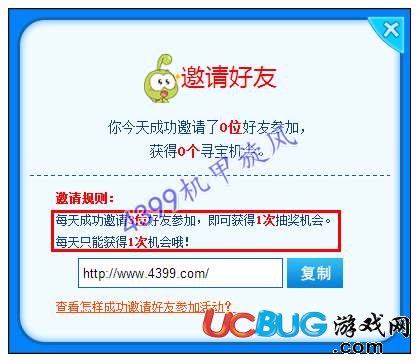 邀请好友
你今天成功邀请了0位好友参加，
获得0个寻宝机会。
邀请规则：
每天成功邀请3位好友参加，即可获得1次抽奖机会。
每天只能获得1次机会哦！
http://www.4399.com/
复制
查看怎样成功邀请好友参加活动？
4399机甲旋风
UCBUG游戏网
.com